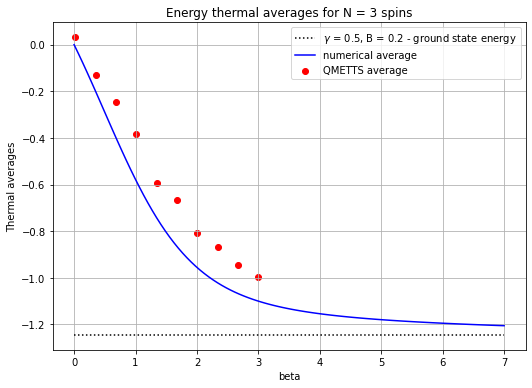 Energy thermal averages for N = 3 spins
γ = 0.5, B = 0.2 - ground state energy
numerical average
QMETTS average
Thermal averages
0.0
−0.2
−0.4
−0.6
−0.8
−1.0
−1.2
0 1 2 3 4 5 6 7
beta